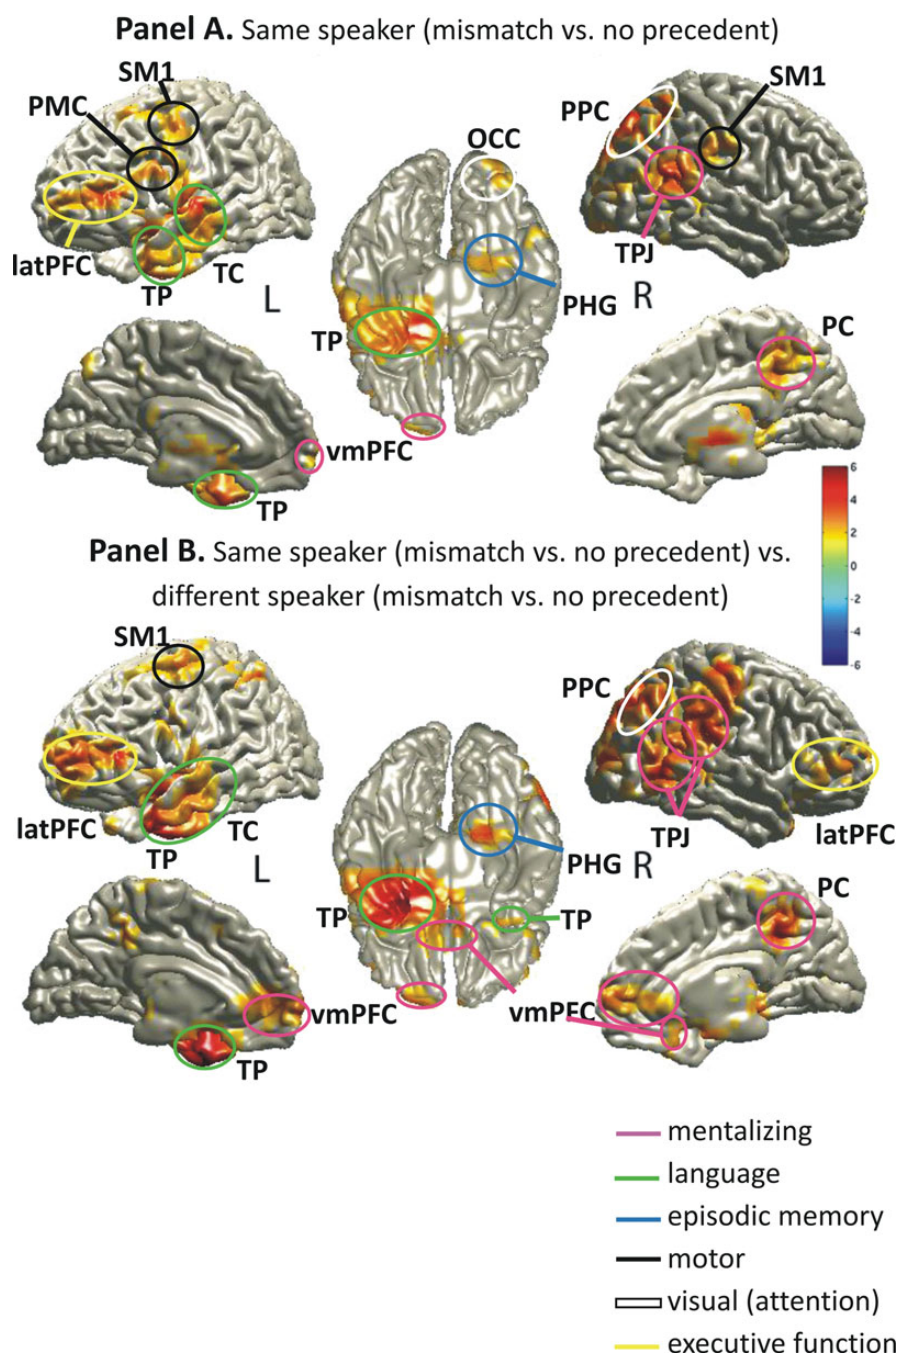 Panel A. Same speaker (mismatch vs. no precedent)
SM1
PMC
latPFC
TP
TC
L
OCC
PHG
TP
vmPFC
TP
PPC
SM1
TPJ
R
PC
6
4
2
0
-2
-4
-6
Panel B. Same speaker (mismatch vs. no precedent) vs.
different speaker (mismatch vs. no precedent)
SM1
latPFC
TP
TC
L
PHG
TP
TP
vmPFC
vmPFC
TP
PPC
TPJ
latPFC
R
PC
mentalizing
language
episodic memory
motor
visual (attention)
executive function